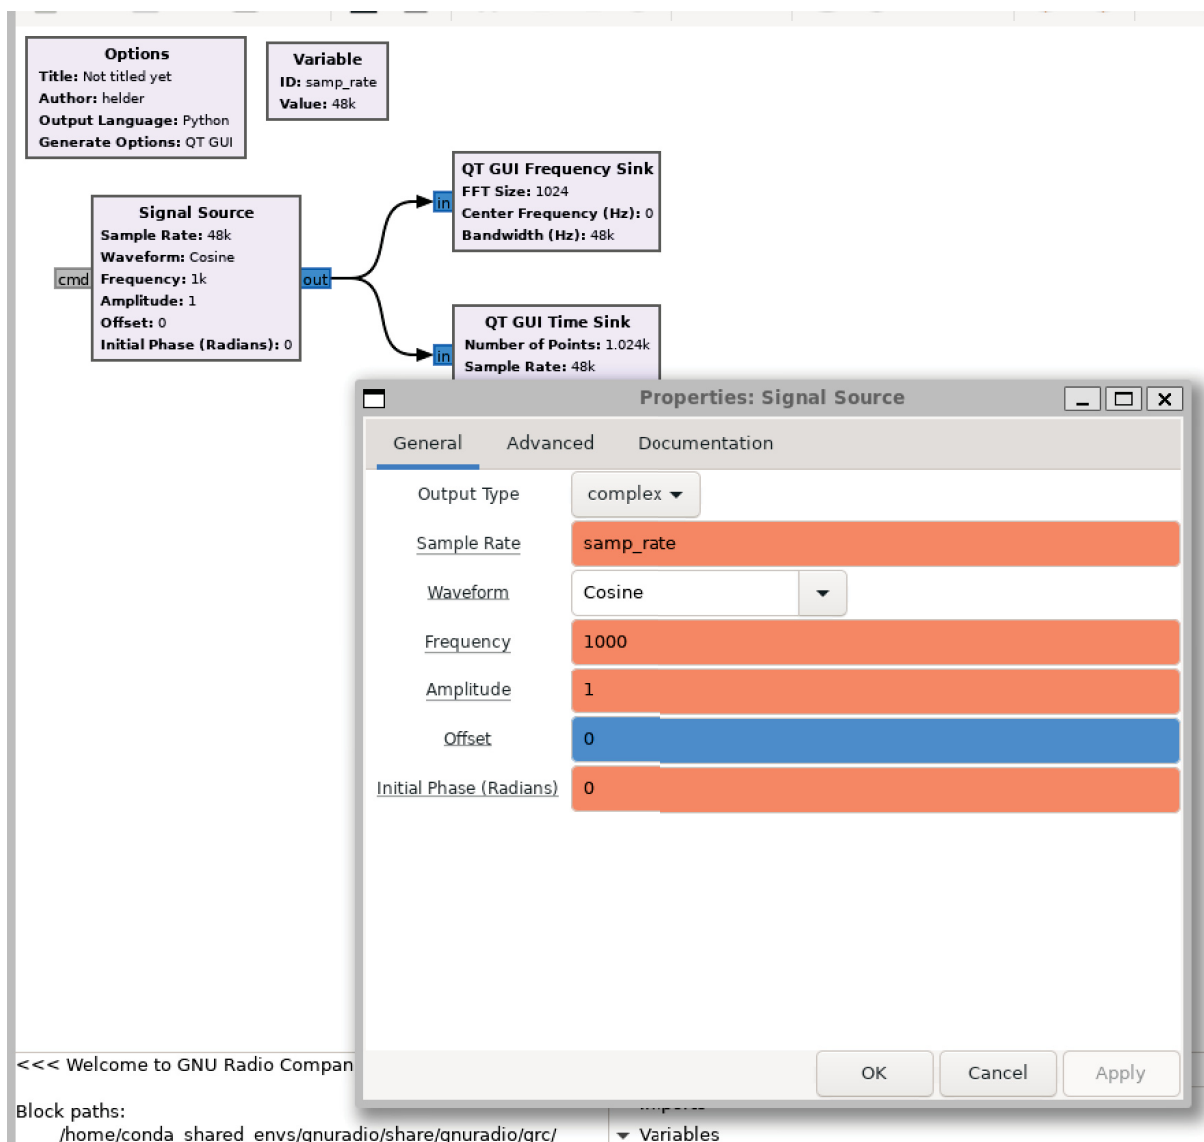 Options
Title: Not titled yet
Author: helder
Output Language: Python
Generate Options: QT GUI
Variable
ID: samp_rate
Value: 48k
QT GUI Frequency Sink
FFT Size: 1024
Center Frequency (Hz): 0
Bandwidth (Hz): 48k
in
Signal Source
Sample Rate: 48k
Waveform: Cosine
Frequency: 1k
Amplitude: 1
Offset: 0
Initial Phase (Radians): 0
cmd
out
QT GUI Time Sink
Number of Points: 1.024k
Sample Rate: 48k
in
Properties: Signal Source
General Advanced Documentation
Output Type complex
Sample Rate samp_rate
Waveform Cosine
Frequency 1000
Amplitude 1
Offset 0
Initial Phase (Radians) 0
OK Cancel Apply
<<< Welcome to GNU Radio Compan
Block paths:
/home/conda_shared_envs/gnuradio/share/gnuradio/grc/
Imports
Variables